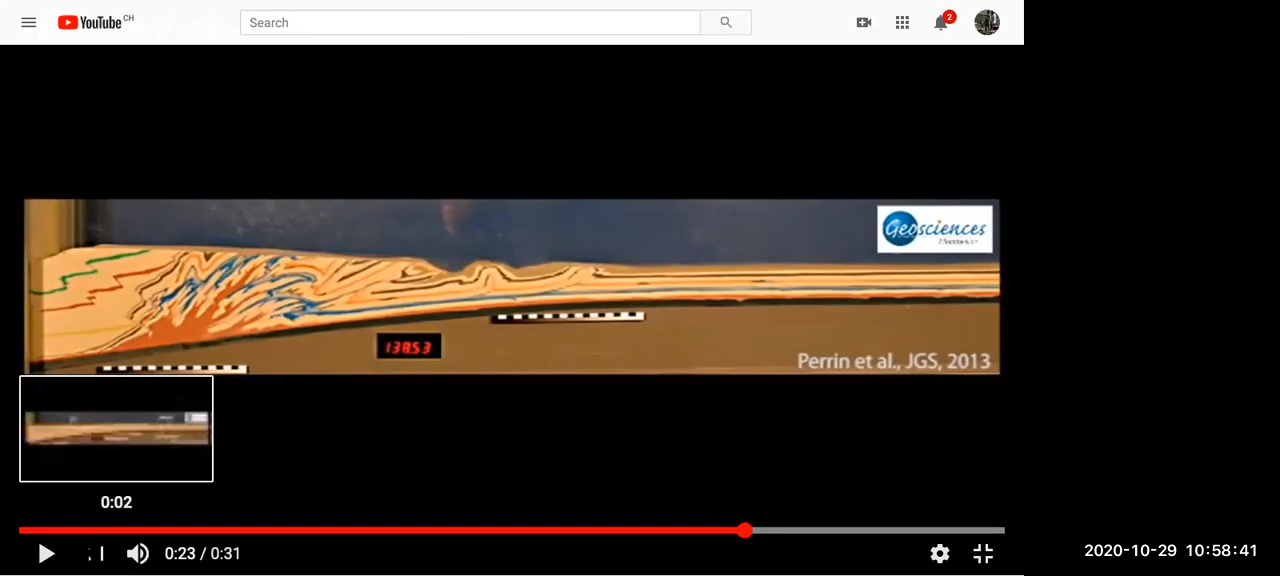 YouTube CH
Search
2
Geosciences
Perrin et al., JGS, 2013
0:02
0:23 / 0:31
2020-10-29 10:58:41